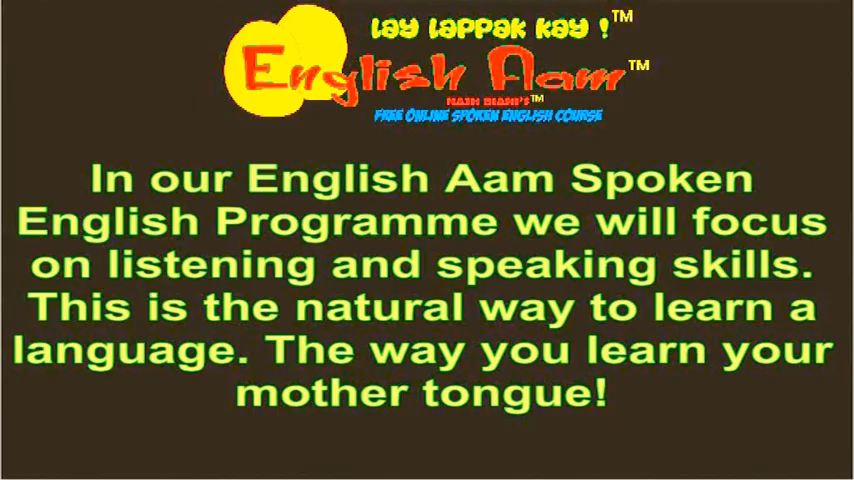 Lay Lappak Kay !™
English Aam™
FREE ONLINE SPOKEN ENGLISH COURSE
In our English Aam Spoken
English Programme we will focus
on listening and speaking skills.
This is the natural way to learn a
language. The way you learn your
mother tongue!